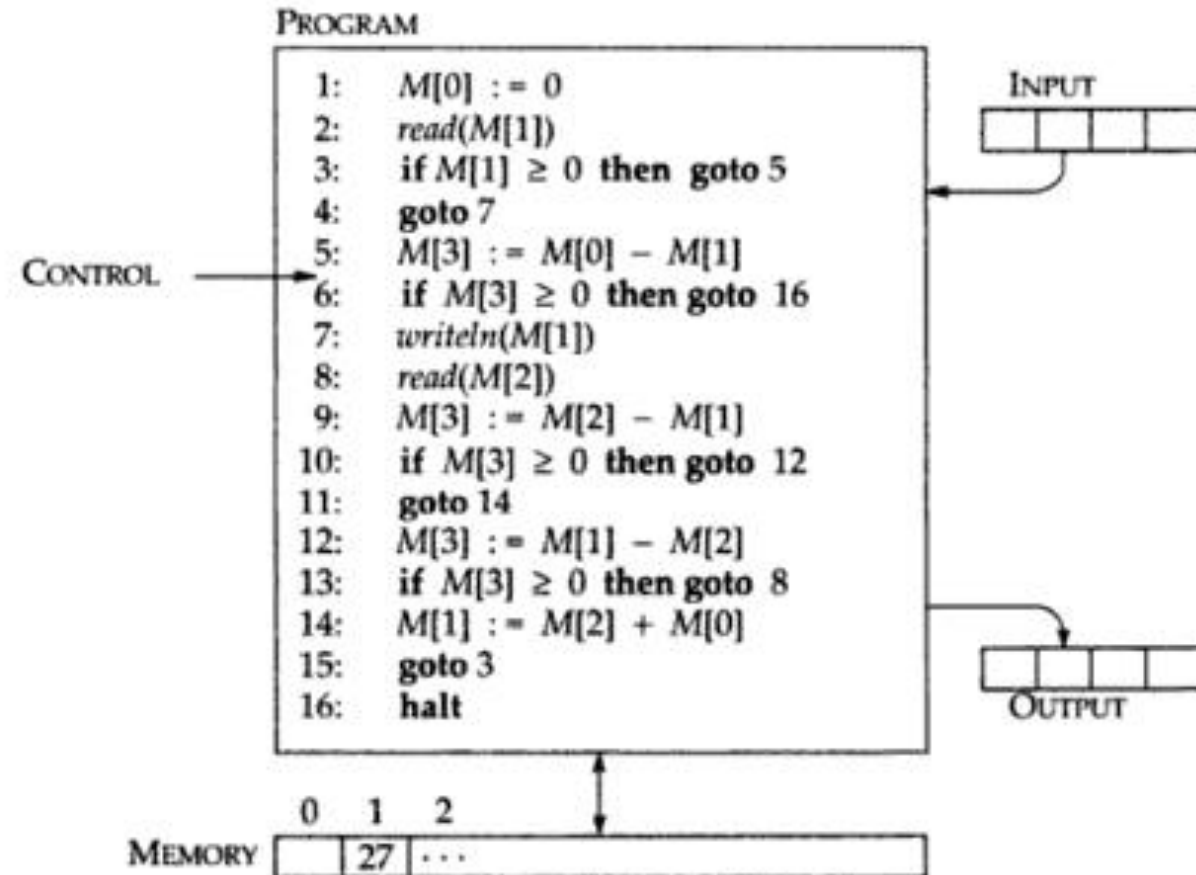 PROGRAM
1: M[0] := 0
2: read(M[1])
3: if M[1] ≥ 0 then goto 5
4: goto 7
5: M[3] := M[0] − M[1]
6: if M[3] ≥ 0 then goto 16
7: writeln(M[1])
8: read(M[2])
9: M[3] := M[2] − M[1]
10: if M[3] ≥ 0 then goto 12
11: goto 14
12: M[3] := M[1] − M[2]
13: if M[3] ≥ 0 then goto 8
14: M[1] := M[2] + M[0]
15: goto 3
16: halt
CONTROL
INPUT
OUTPUT
0 1 2
MEMORY 27 · · ·